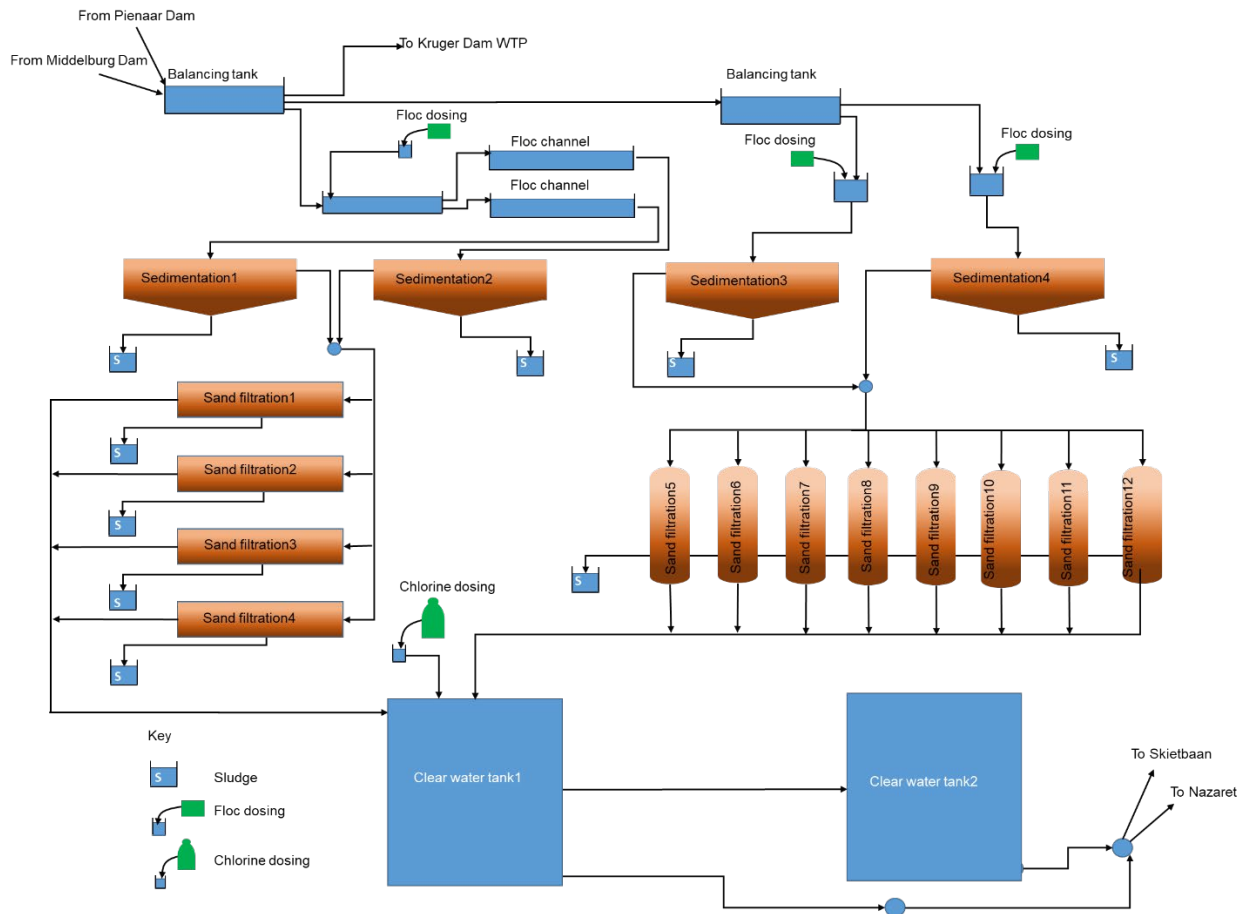 From Pienaar Dam
To Kruger Dam WTP
From Middelburg Dam
Balancing tank
Balancing tank
Floc dosing
Floc channel
Floc dosing
Floc dosing
Floc channel
Sedimentation1
Sedimentation2
Sedimentation3
Sedimentation4
S
S
S
S
Sand filtration1
S
Sand filtration2
S
Sand filtration3
S
Sand filtration4
S
Sand filtration5
Sand filtration6
Sand filtration7
Sand filtration8
Sand filtration9
Sand filtration10
Sand filtration11
Sand filtration12
S
Chlorine dosing
Key
S
Sludge
Floc dosing
Chlorine dosing
Clear water tank1
Clear water tank2
To Skietbaan
To Nazaret